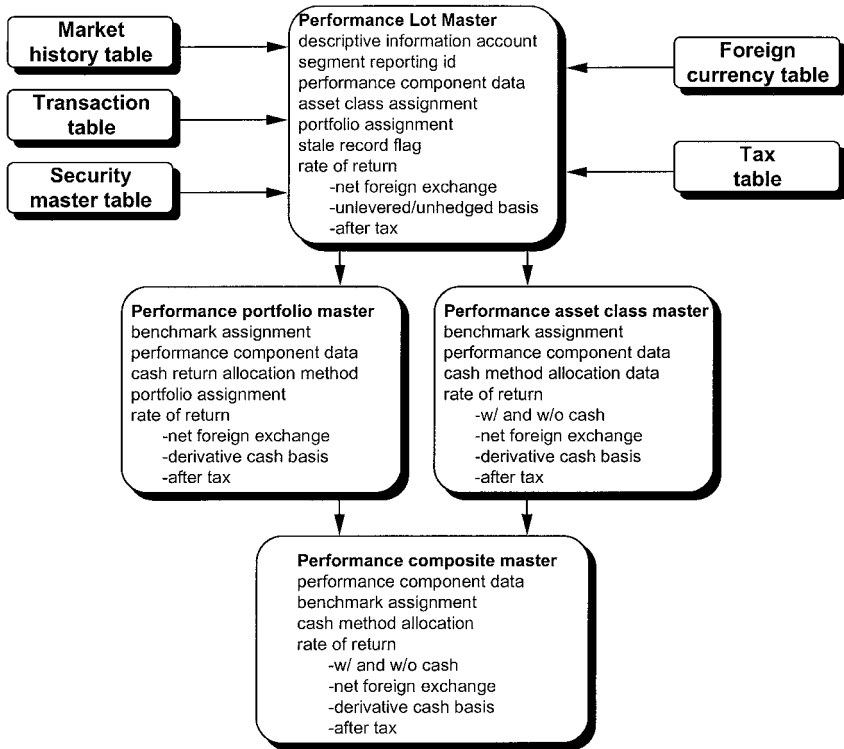 Market
history table
Transaction
table
Security
master table
Performance Lot Master
descriptive information account
segment reporting id
performance component data
asset class assignment
portfolio assignment
stale record flag
rate of return
-net foreign exchange
-unlevered/unhedged basis
-after tax
Foreign
currency table
Tax
table
Performance portfolio master
benchmark assignment
performance component data
cash return allocation method
portfolio assignment
rate of return
-net foreign exchange
-derivative cash basis
-after tax
Performance asset class master
benchmark assignment
performance component data
cash method allocation data
rate of return
-w/ and w/o cash
-net foreign exchange
-derivative cash basis
-after tax
Performance composite master
performance component data
benchmark assignment
cash method allocation
rate of return
-w/ and w/o cash
-net foreign exchange
-derivative cash basis
-after tax